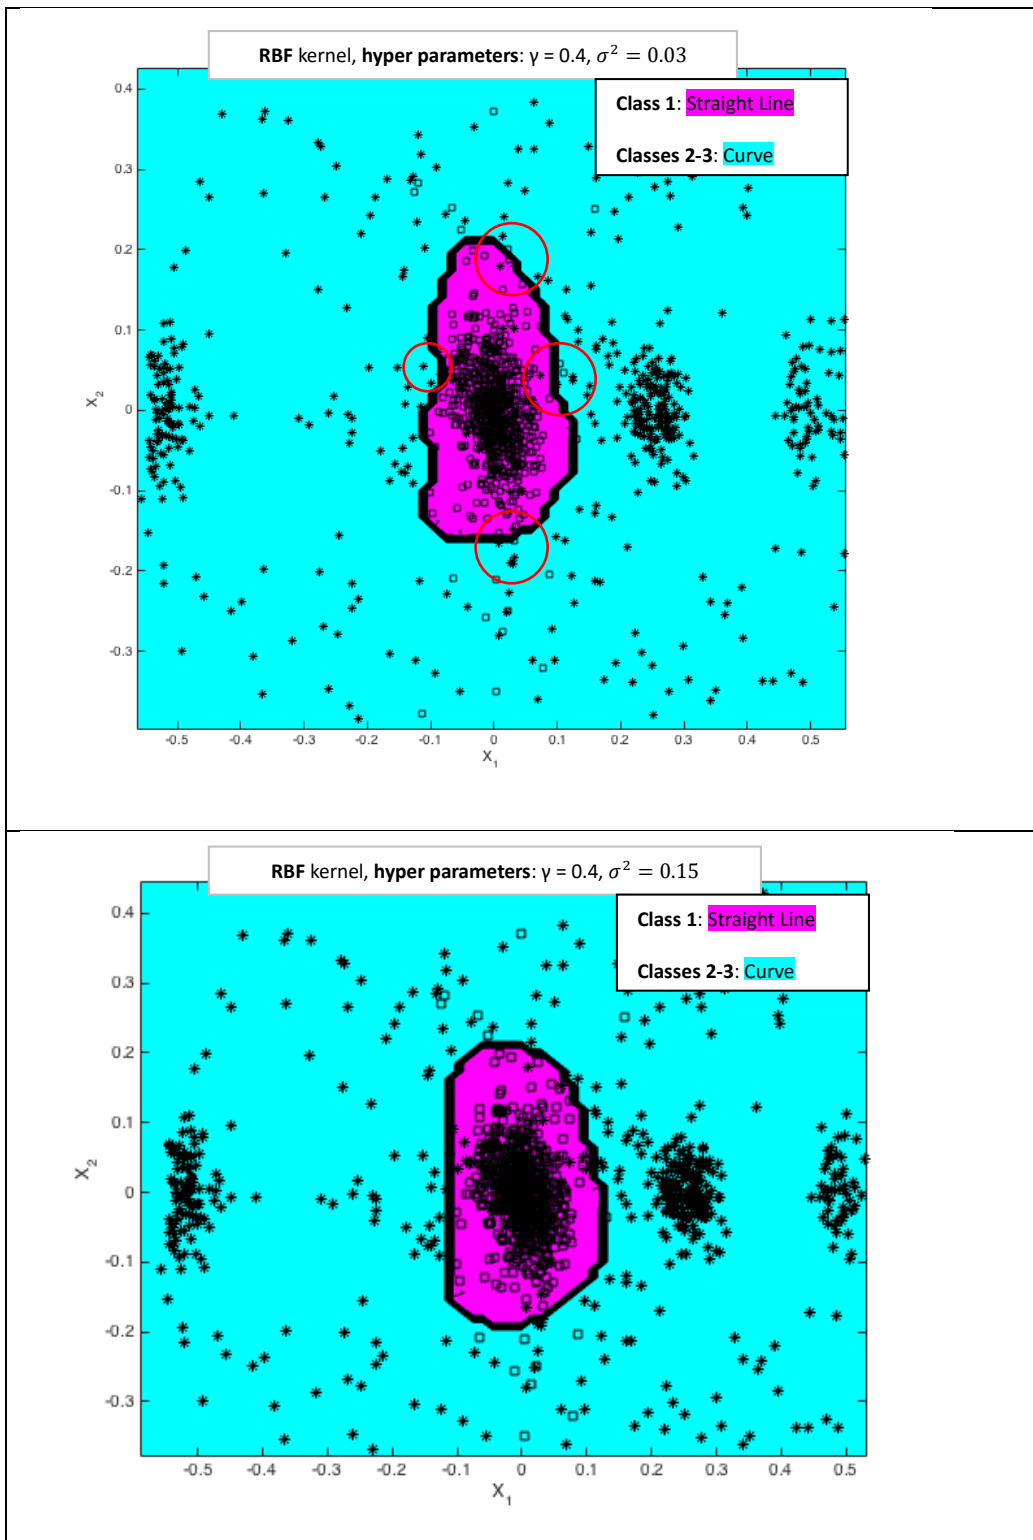 RBF kernel, hyper parameters: γ = 0.4, σ² = 0.03
Class 1: Straight Line
Classes 2-3: Curve
0.4
0.3
0.2
0.1
0
-0.1
-0.2
-0.3
X₂
-0.5 -0.4 -0.3 -0.2 -0.1 0 0.1 0.2 0.3 0.4 0.5
X₁
RBF kernel, hyper parameters: γ = 0.4, σ² = 0.15
Class 1: Straight Line
Classes 2-3: Curve
0.4
0.3
0.2
0.1
0
-0.1
-0.2
-0.3
X₂
-0.5 -0.4 -0.3 -0.2 -0.1 0 0.1 0.2 0.3 0.4 0.5
X₁